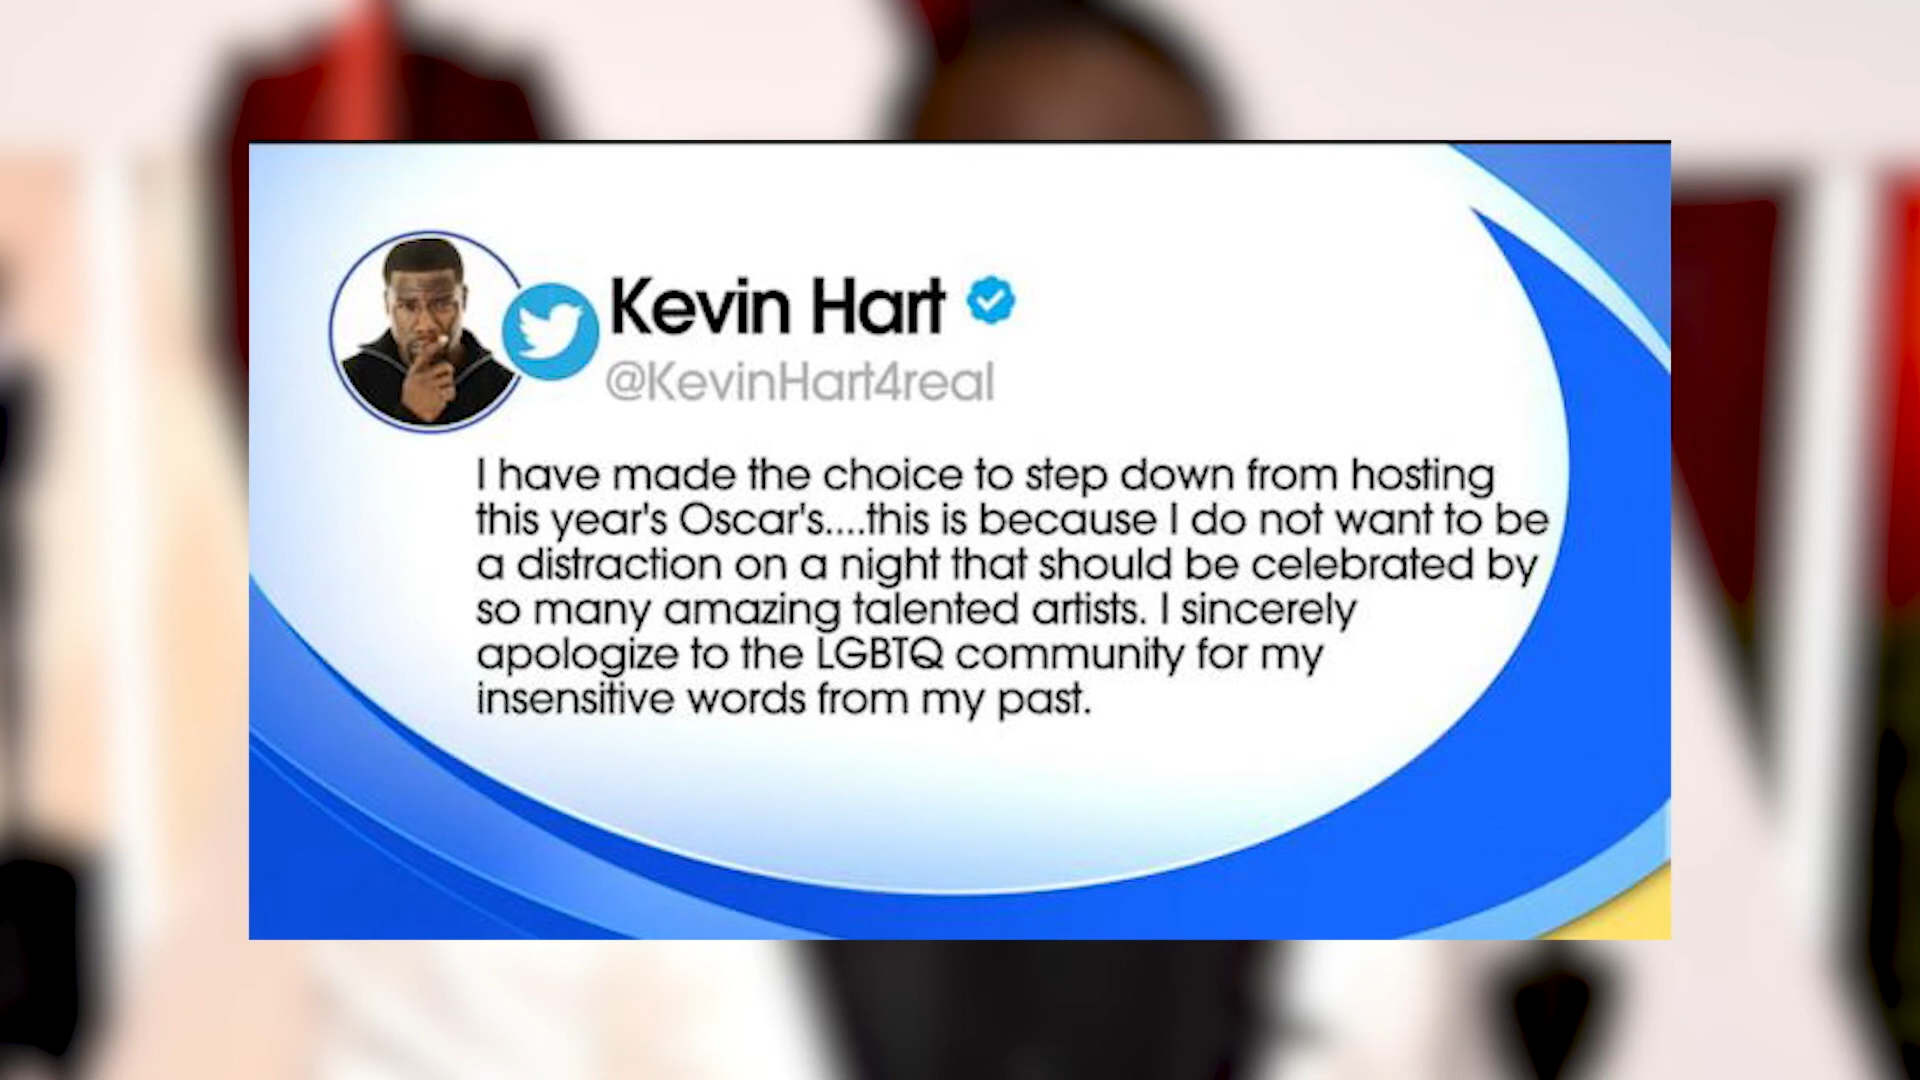 Kevin Hart
@KevinHart4real
I have made the choice to step down from hosting
this year's Oscar's....this is because I do not want to be
a distraction on a night that should be celebrated by
so many amazing talented artists. I sincerely
apologize to the LGBTQ community for my
insensitive words from my past.